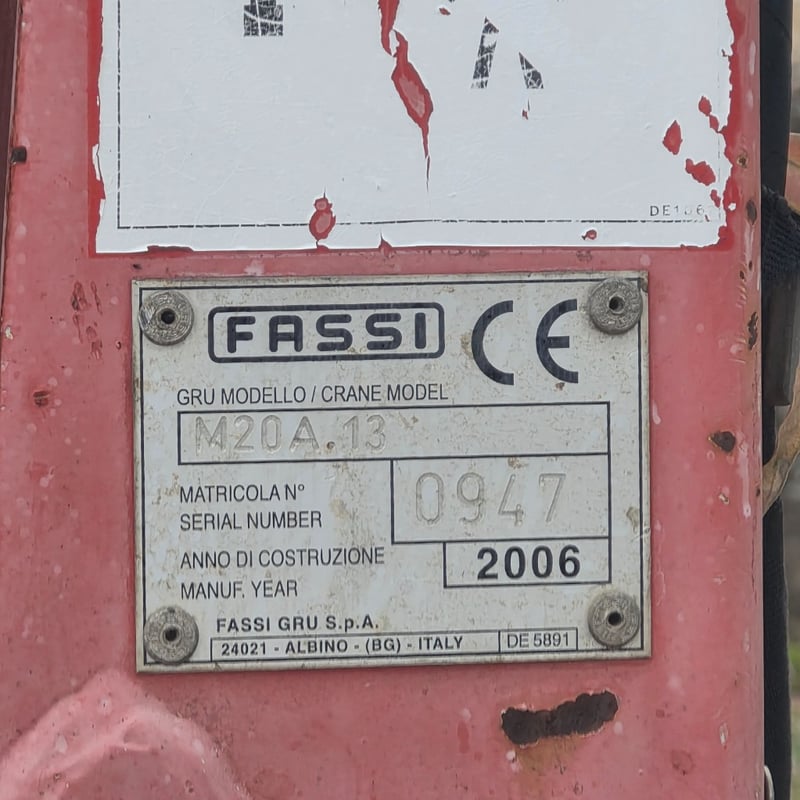 FASSI CE
GRU MODELLO / CRANE MODEL
M20A.13
MATRICOLA N°
SERIAL NUMBER
0947
ANNO DI COSTRUZIONE
MANUF. YEAR
2006
FASSI GRU S.p.A.
24021 - ALBINO - (BG) - ITALY
DE 5891